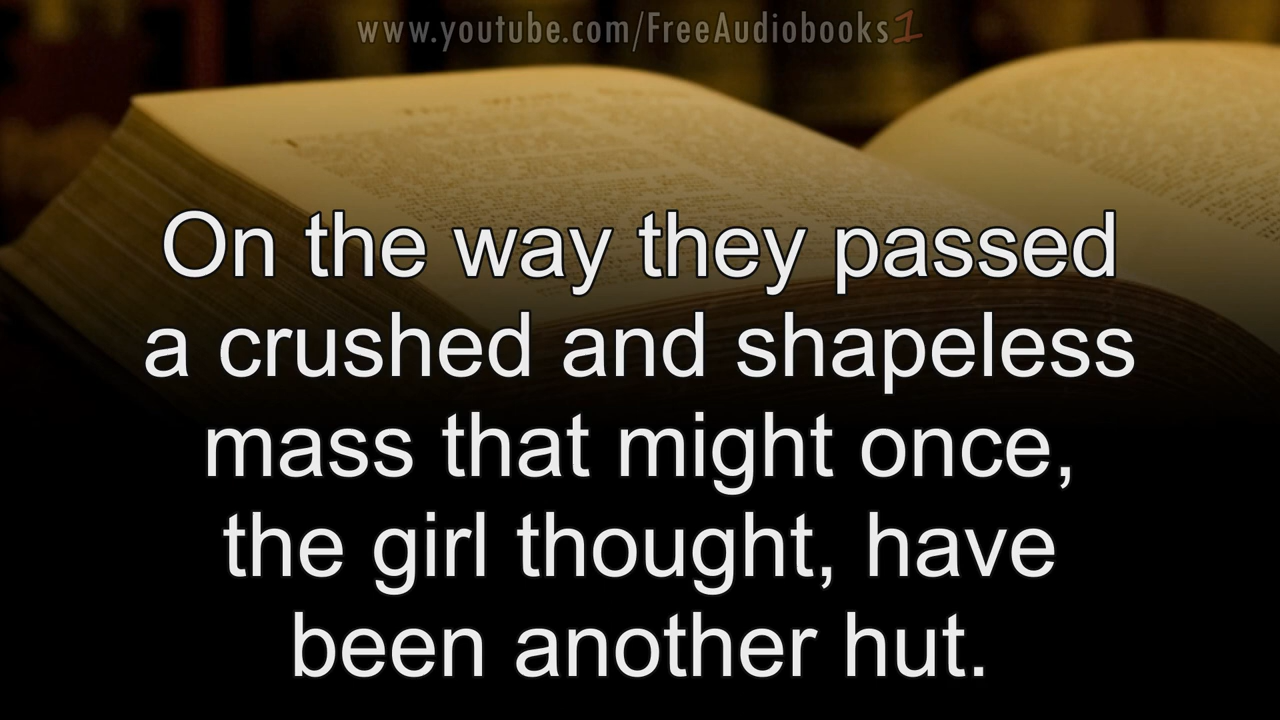 www.youtube.com/FreeAudiobooks1
On the way they passed
a crushed and shapeless
mass that might once,
the girl thought, have
been another hut.